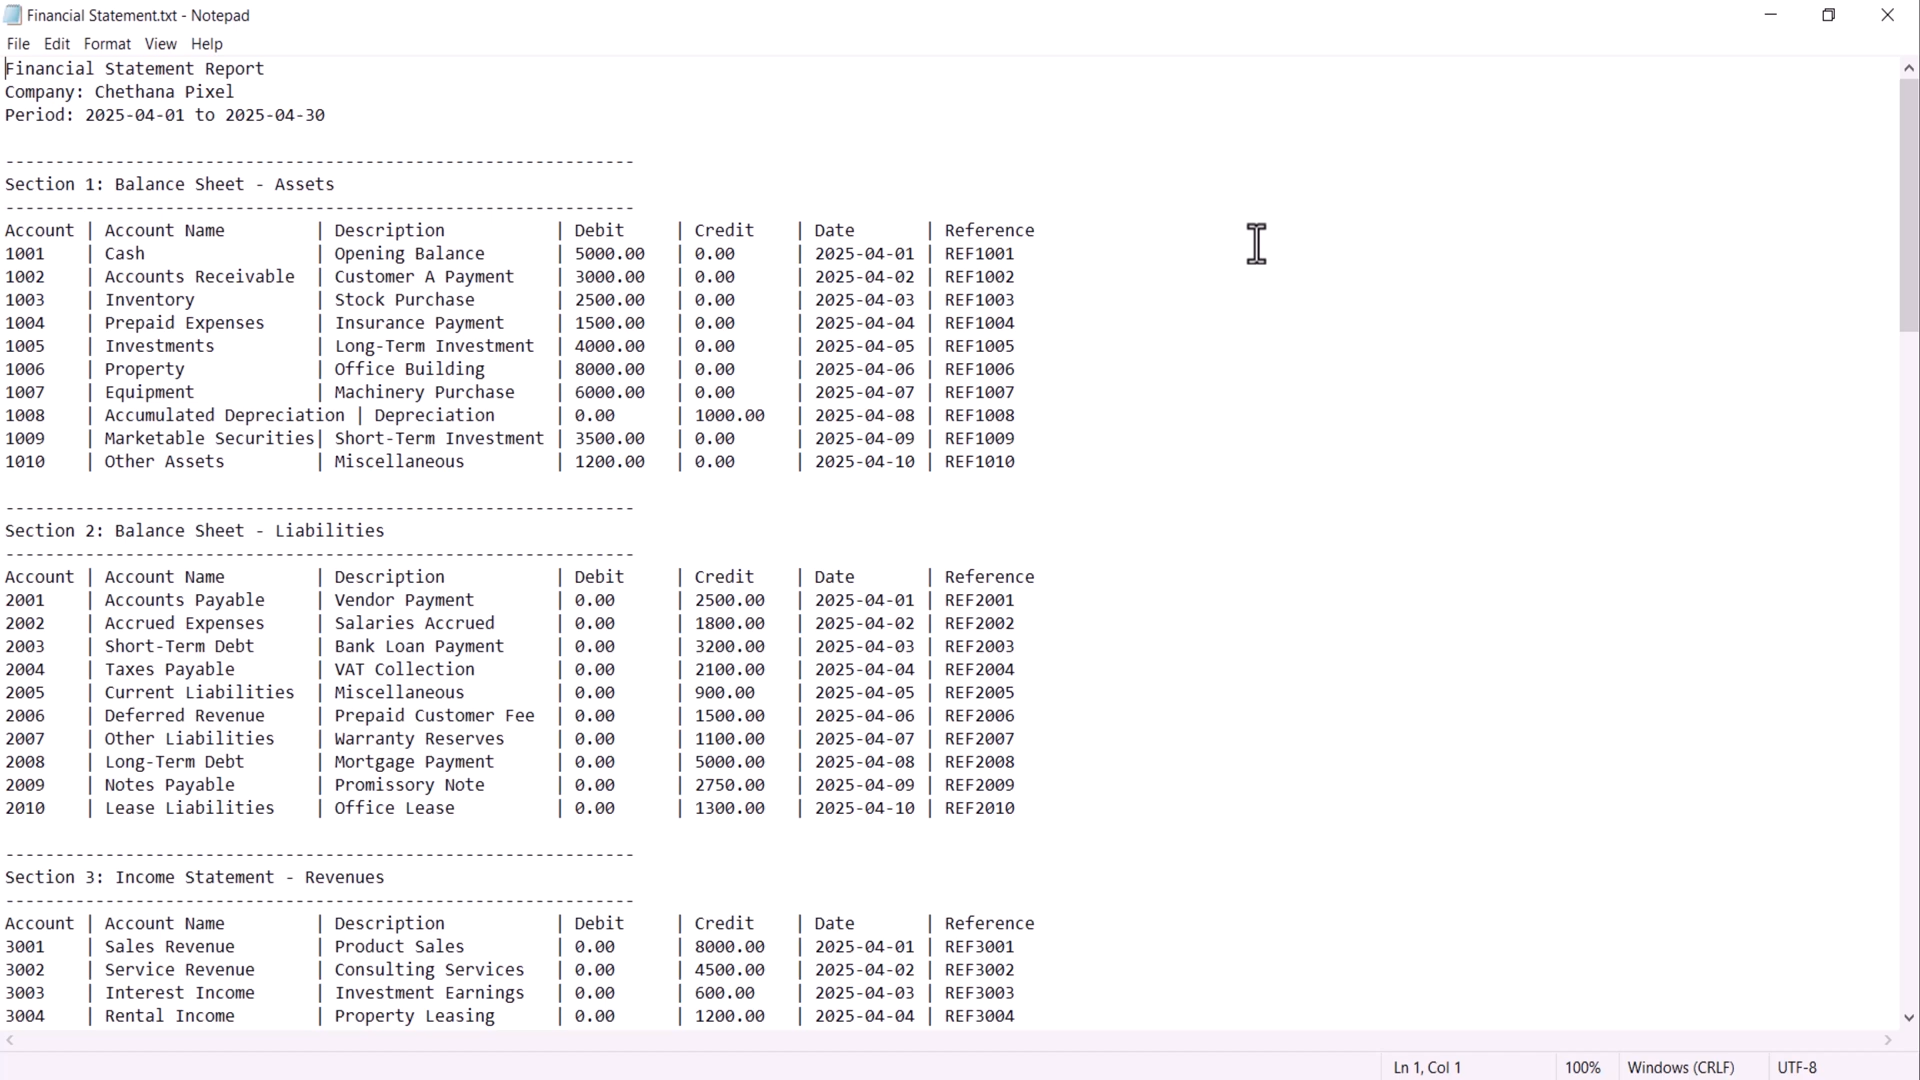 Financial Statement.txt - Notepad
File Edit Format View Help
Financial Statement Report
Company: Chethana Pixel
Period: 2025-04-01 to 2025-04-30
---------------------------------------------------------------
Section 1: Balance Sheet - Assets
---------------------------------------------------------------
Account | Account Name | Description | Debit | Credit | Date | Reference
1001 | Cash | Opening Balance | 5000.00 | 0.00 | 2025-04-01 | REF1001
1002 | Accounts Receivable | Customer A Payment | 3000.00 | 0.00 | 2025-04-02 | REF1002
1003 | Inventory | Stock Purchase | 2500.00 | 0.00 | 2025-04-03 | REF1003
1004 | Prepaid Expenses | Insurance Payment | 1500.00 | 0.00 | 2025-04-04 | REF1004
1005 | Investments | Long-Term Investment | 4000.00 | 0.00 | 2025-04-05 | REF1005
1006 | Property | Office Building | 8000.00 | 0.00 | 2025-04-06 | REF1006
1007 | Equipment | Machinery Purchase | 6000.00 | 0.00 | 2025-04-07 | REF1007
1008 | Accumulated Depreciation | Depreciation | 0.00 | 1000.00 | 2025-04-08 | REF1008
1009 | Marketable Securities| Short-Term Investment | 3500.00 | 0.00 | 2025-04-09 | REF1009
1010 | Other Assets | Miscellaneous | 1200.00 | 0.00 | 2025-04-10 | REF1010
---------------------------------------------------------------
Section 2: Balance Sheet - Liabilities
---------------------------------------------------------------
Account | Account Name | Description | Debit | Credit | Date | Reference
2001 | Accounts Payable | Vendor Payment | 0.00 | 2500.00 | 2025-04-01 | REF2001
2002 | Accrued Expenses | Salaries Accrued | 0.00 | 1800.00 | 2025-04-02 | REF2002
2003 | Short-Term Debt | Bank Loan Payment | 0.00 | 3200.00 | 2025-04-03 | REF2003
2004 | Taxes Payable | VAT Collection | 0.00 | 2100.00 | 2025-04-04 | REF2004
2005 | Current Liabilities | Miscellaneous | 0.00 | 900.00 | 2025-04-05 | REF2005
2006 | Deferred Revenue | Prepaid Customer Fee | 0.00 | 1500.00 | 2025-04-06 | REF2006
2007 | Other Liabilities | Warranty Reserves | 0.00 | 1100.00 | 2025-04-07 | REF2007
2008 | Long-Term Debt | Mortgage Payment | 0.00 | 5000.00 | 2025-04-08 | REF2008
2009 | Notes Payable | Promissory Note | 0.00 | 2750.00 | 2025-04-09 | REF2009
2010 | Lease Liabilities | Office Lease | 0.00 | 1300.00 | 2025-04-10 | REF2010
---------------------------------------------------------------
Section 3: Income Statement - Revenues
---------------------------------------------------------------
Account | Account Name | Description | Debit | Credit | Date | Reference
3001 | Sales Revenue | Product Sales | 0.00 | 8000.00 | 2025-04-01 | REF3001
3002 | Service Revenue | Consulting Services | 0.00 | 4500.00 | 2025-04-02 | REF3002
3003 | Interest Income | Investment Earnings | 0.00 | 600.00 | 2025-04-03 | REF3003
3004 | Rental Income | Property Leasing | 0.00 | 1200.00 | 2025-04-04 | REF3004
Ln 1, Col 1 100% Windows (CRLF) UTF-8